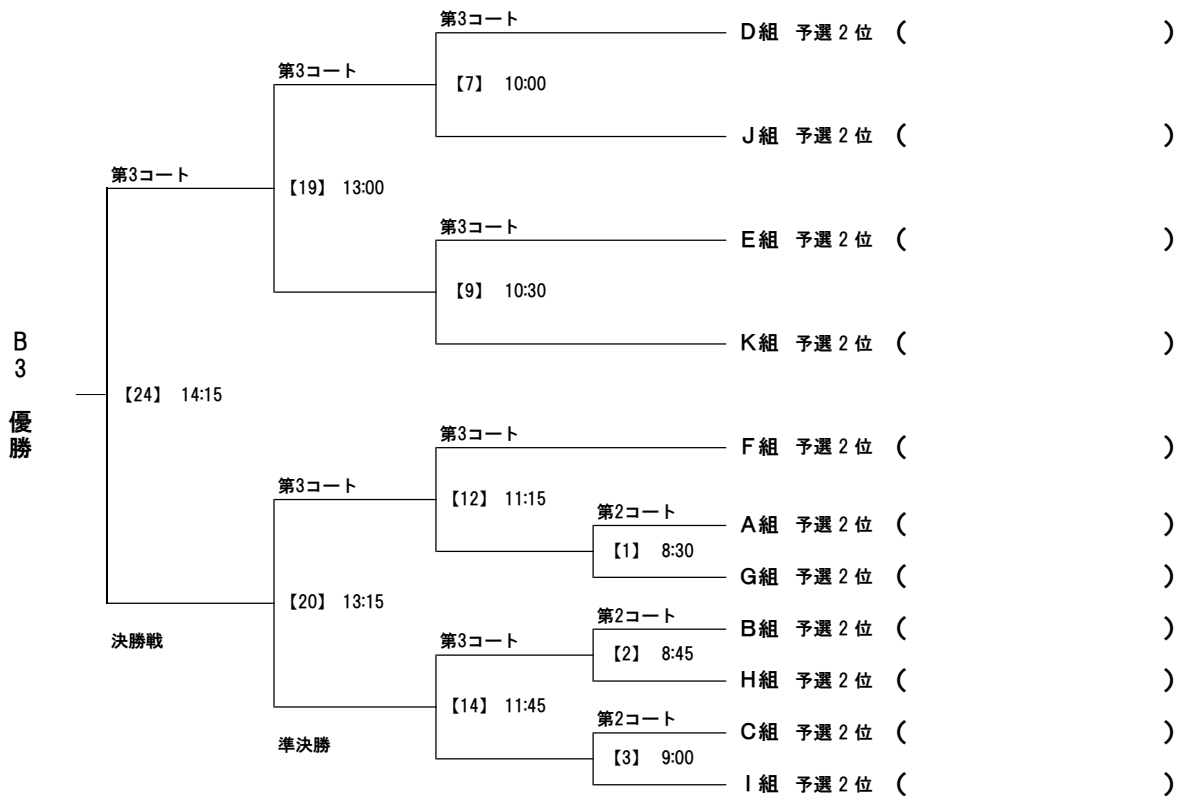 第3コート
D組 予選2位 ( )
第3コート
【7】 10:00
J組 予選2位 ( )
第3コート
【19】 13:00
第3コート
E組 予選2位 ( )
【9】 10:30
K組 予選2位 ( )
B3 優勝
【24】 14:15
第3コート
F組 予選2位 ( )
第3コート
【12】 11:15
第2コート
A組 予選2位 ( )
【1】 8:30
G組 予選2位 ( )
【20】 13:15
第2コート
B組 予選2位 ( )
決勝戦
第3コート
【2】 8:45
H組 予選2位 ( )
【14】 11:45
第2コート
C組 予選2位 ( )
準決勝
【3】 9:00
I組 予選2位 ( )